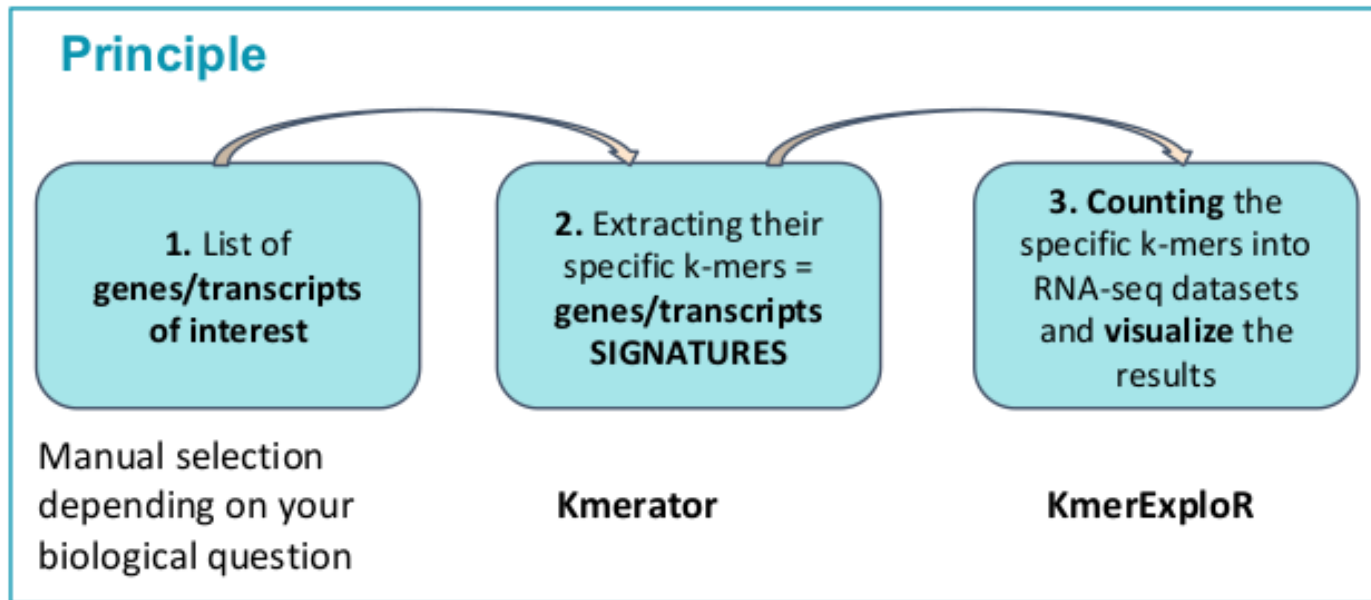 Principle
1. List of
genes/transcripts
of interest
2. Extracting their
specific k-mers =
genes/transcripts
SIGNATURES
3. Counting the
specific k-mers into
RNA-seq datasets
and visualize the
results
Manual selection
depending on your
biological question
Kmerator
KmerExploR